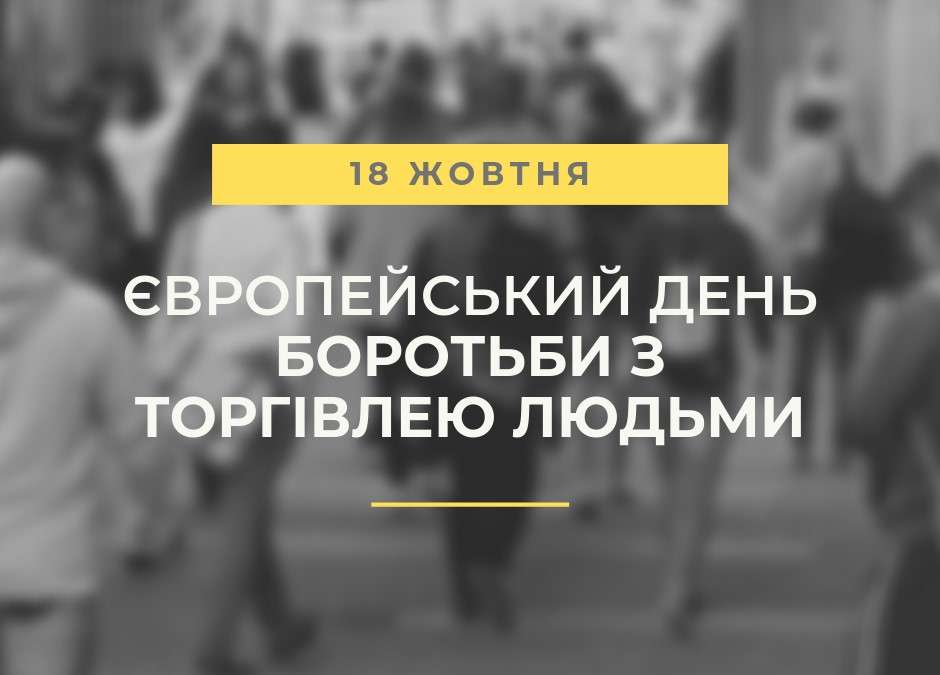 18 ЖОВТНЯ
ЄВРОПЕЙСЬКИЙ ДЕНЬ
БОРОТЬБИ З
ТОРГІВЛЕЮ ЛЮДЬМИ